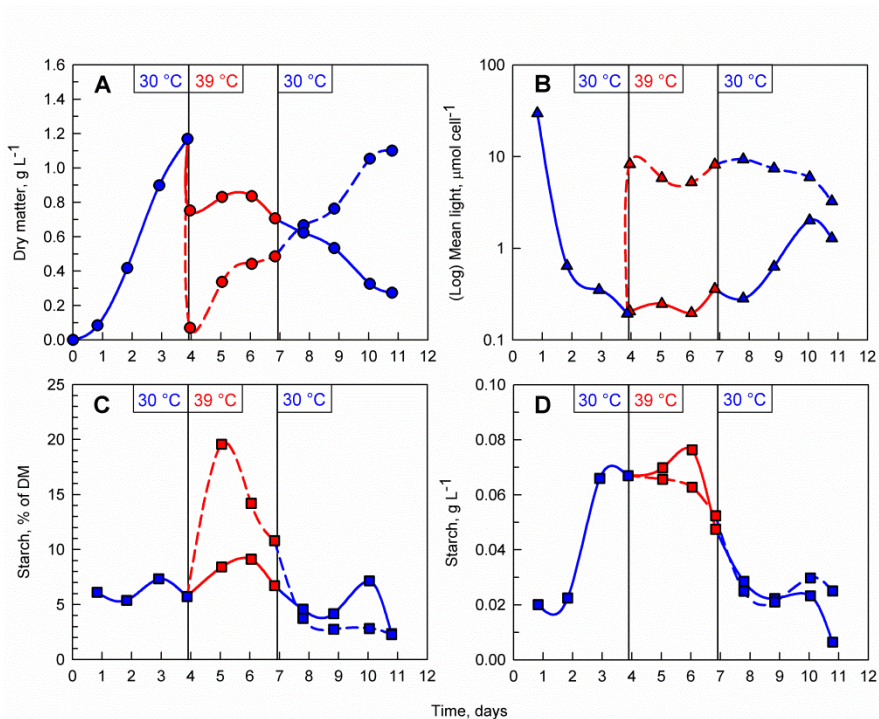 A 30 °C 39 °C 30 °C
Dry matter, g L⁻¹
1.6
1.4
1.2
1.0
0.8
0.6
0.4
0.2
0.0
0 1 2 3 4 5 6 7 8 9 10 11 12
B 30 °C 39 °C 30 °C
(Log) Mean light, µmol cell⁻¹
100
10
1
0.1
0 1 2 3 4 5 6 7 8 9 10 11 12
C 30 °C 39 °C 30 °C
Starch, % of DM
25
20
15
10
5
0
0 1 2 3 4 5 6 7 8 9 10 11 12
D 30 °C 39 °C 30 °C
Starch, g L⁻¹
0.10
0.08
0.06
0.04
0.02
0.00
0 1 2 3 4 5 6 7 8 9 10 11 12
Time, days